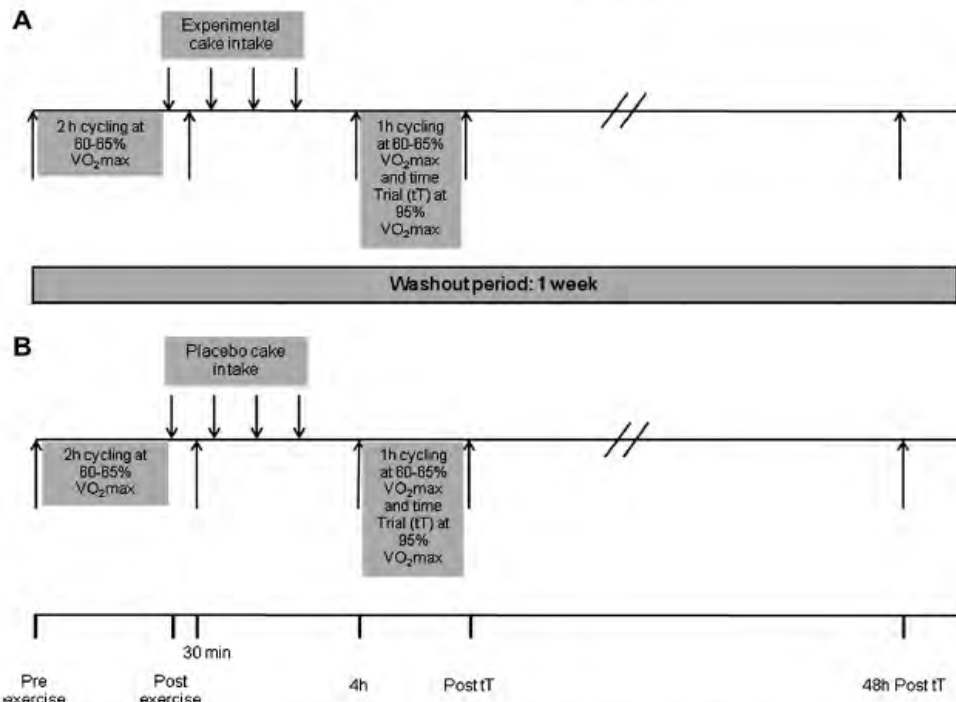 A
Experimental
cake intake
2h cycling at
60-65%
VO₂max
1h cycling
at 60-65%
VO₂max
and time
Trial (tT) at
95%
VO₂max
Washout period: 1 week
B
Placebo cake
intake
2h cycling at
60-65%
VO₂max
1h cycling
at 60-65%
VO₂max
and time
Trial (tT) at
95%
VO₂max
30 min
Pre
exercise
Post
exercise
4h
Post tT
48h Post tT